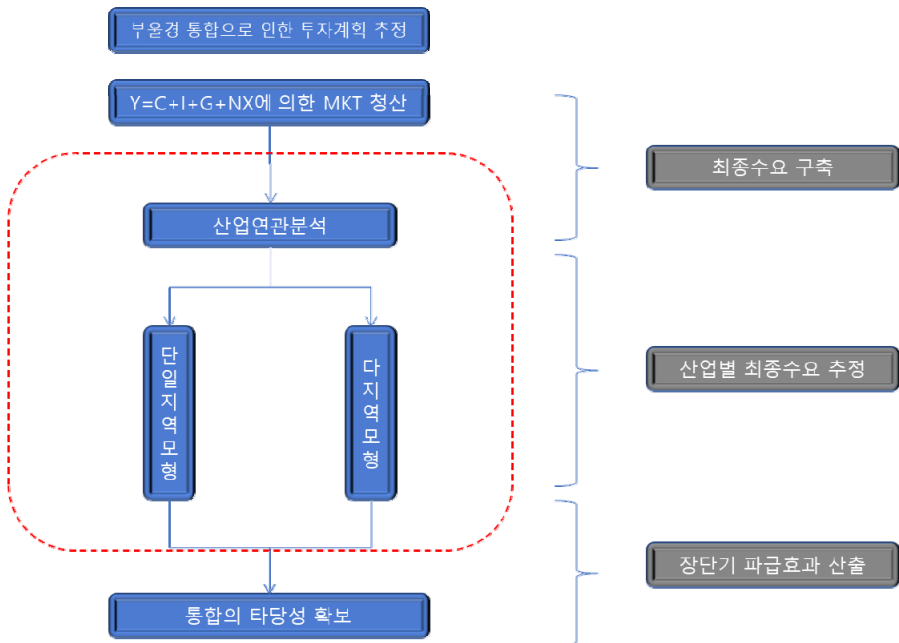 부울경 통합으로 인한 투자계획 추정
Y=C+I+G+NX에 의한 MKT 청산
최종수요 구축
산업연관분석
단일지역모형
다지역모형
산업별 최종수요 추정
장단기 파급효과 산출
통합의 타당성 확보